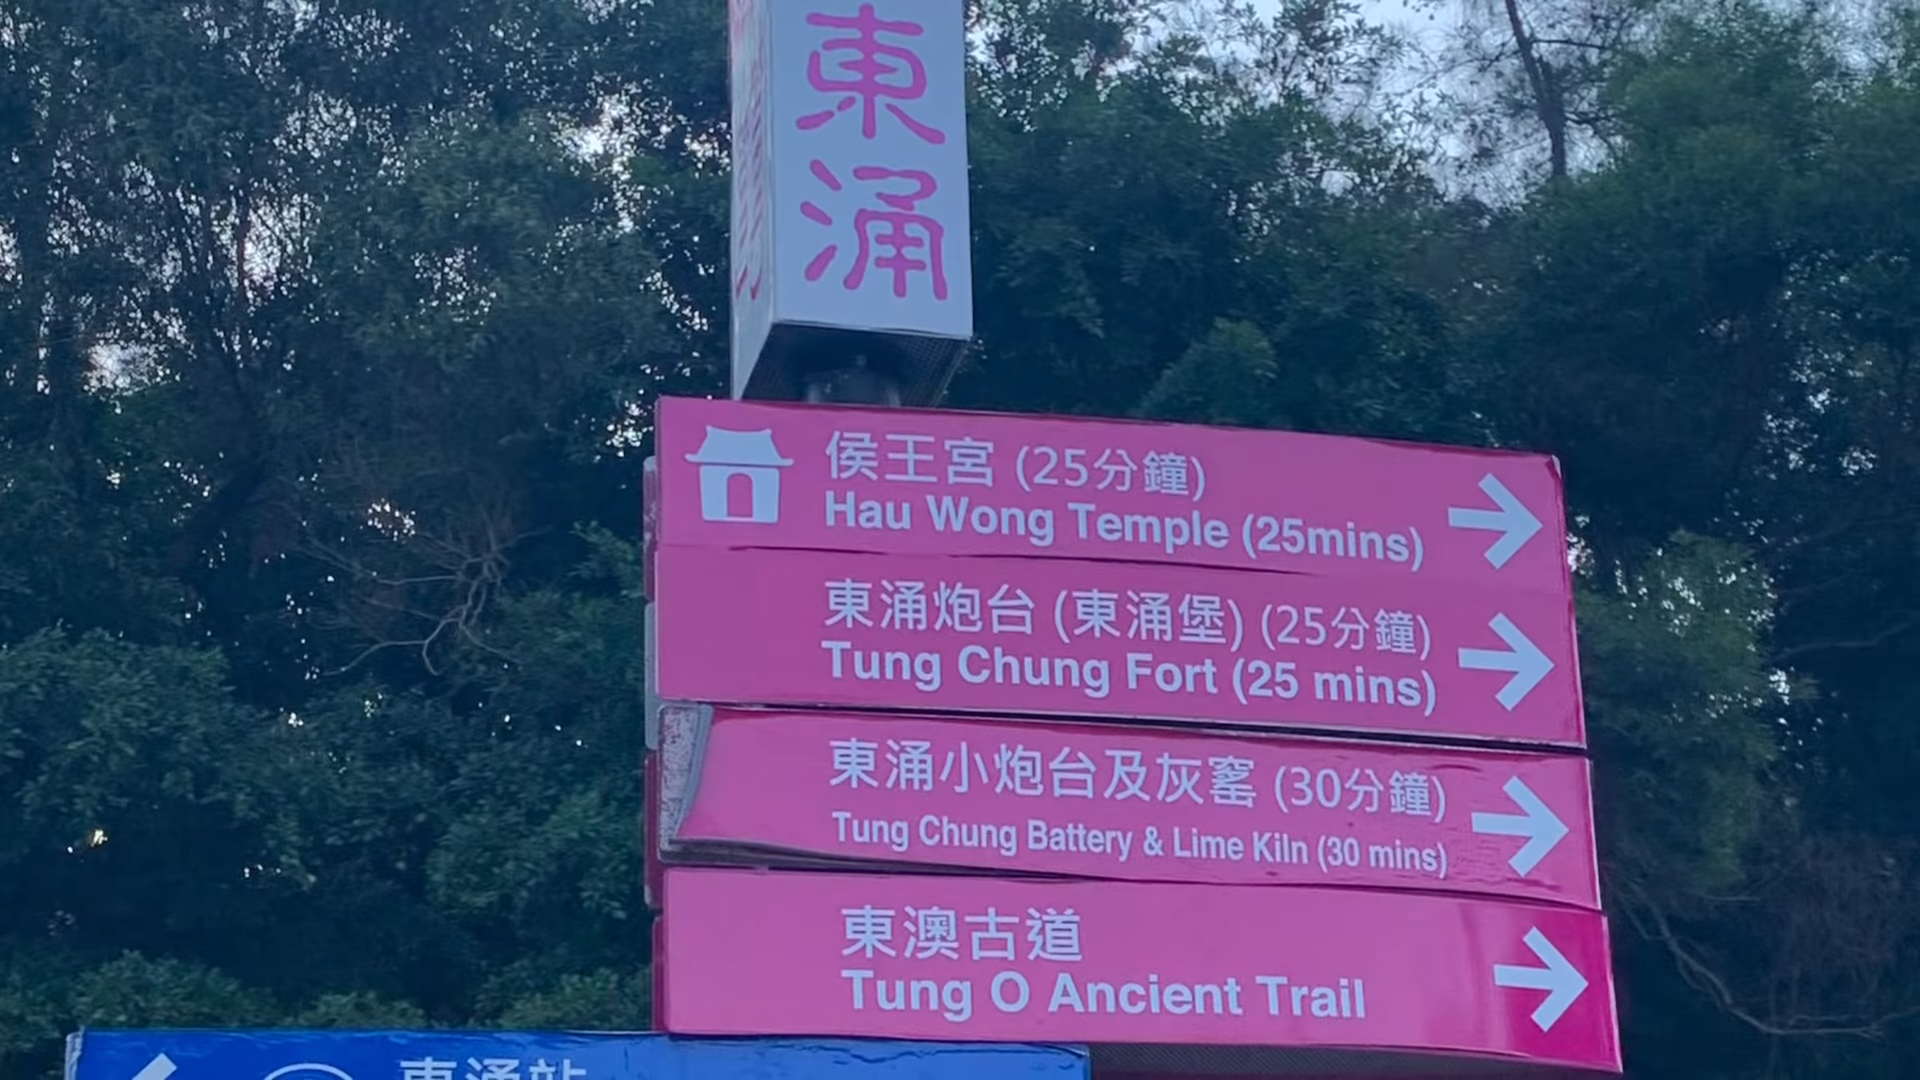 東涌
侯王宮 (25分鐘)
Hau Wong Temple (25mins)
東涌炮台 (東涌堡) (25分鐘)
Tung Chung Fort (25 mins)
東涌小炮台及灰窰 (30分鐘)
Tung Chung Battery & Lime Kiln (30 mins)
東澳古道
Tung O Ancient Trail
東涌站